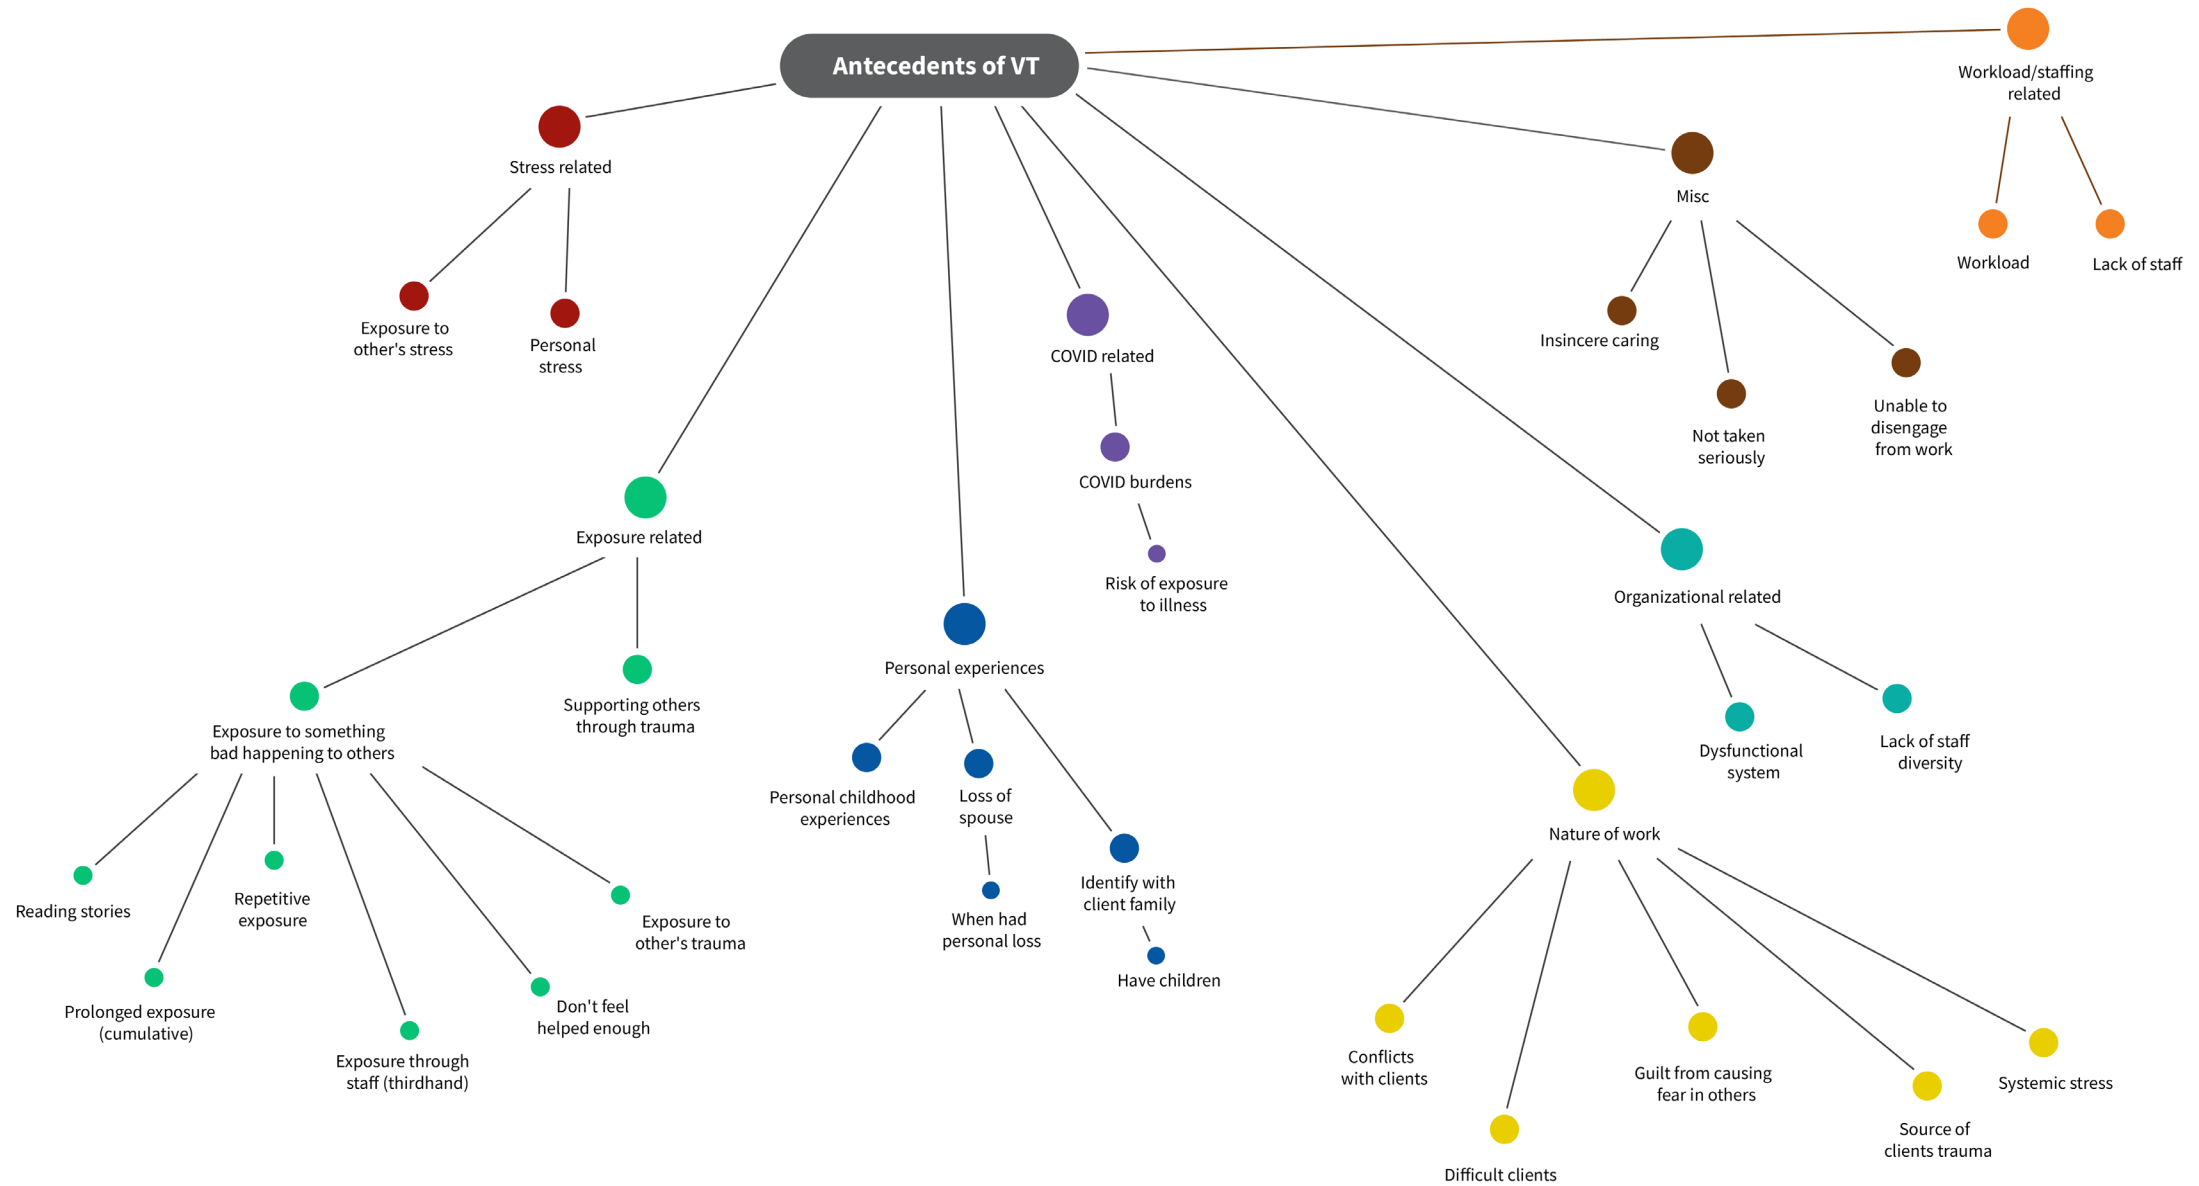 Antecedents of VT
Workload/staffing
related
Workload
Lack of staff
Stress related
Exposure to
other's stress
Personal
stress
Misc
Insincere caring
Not taken
seriously
Unable to
disengage
from work
COVID related
COVID burdens
Risk of exposure
to illness
Exposure related
Exposure to something
bad happening to others
Supporting others
through trauma
Reading stories
Prolonged exposure
(cumulative)
Repetitive
exposure
Exposure through
staff (thirdhand)
Don't feel
helped enough
Exposure to
other's trauma
Personal experiences
Personal childhood
experiences
Loss of
spouse
When had
personal loss
Identify with
client family
Have children
Organizational related
Dysfunctional
system
Lack of staff
diversity
Nature of work
Conflicts
with clients
Difficult clients
Guilt from causing
fear in others
Source of
clients trauma
Systemic stress